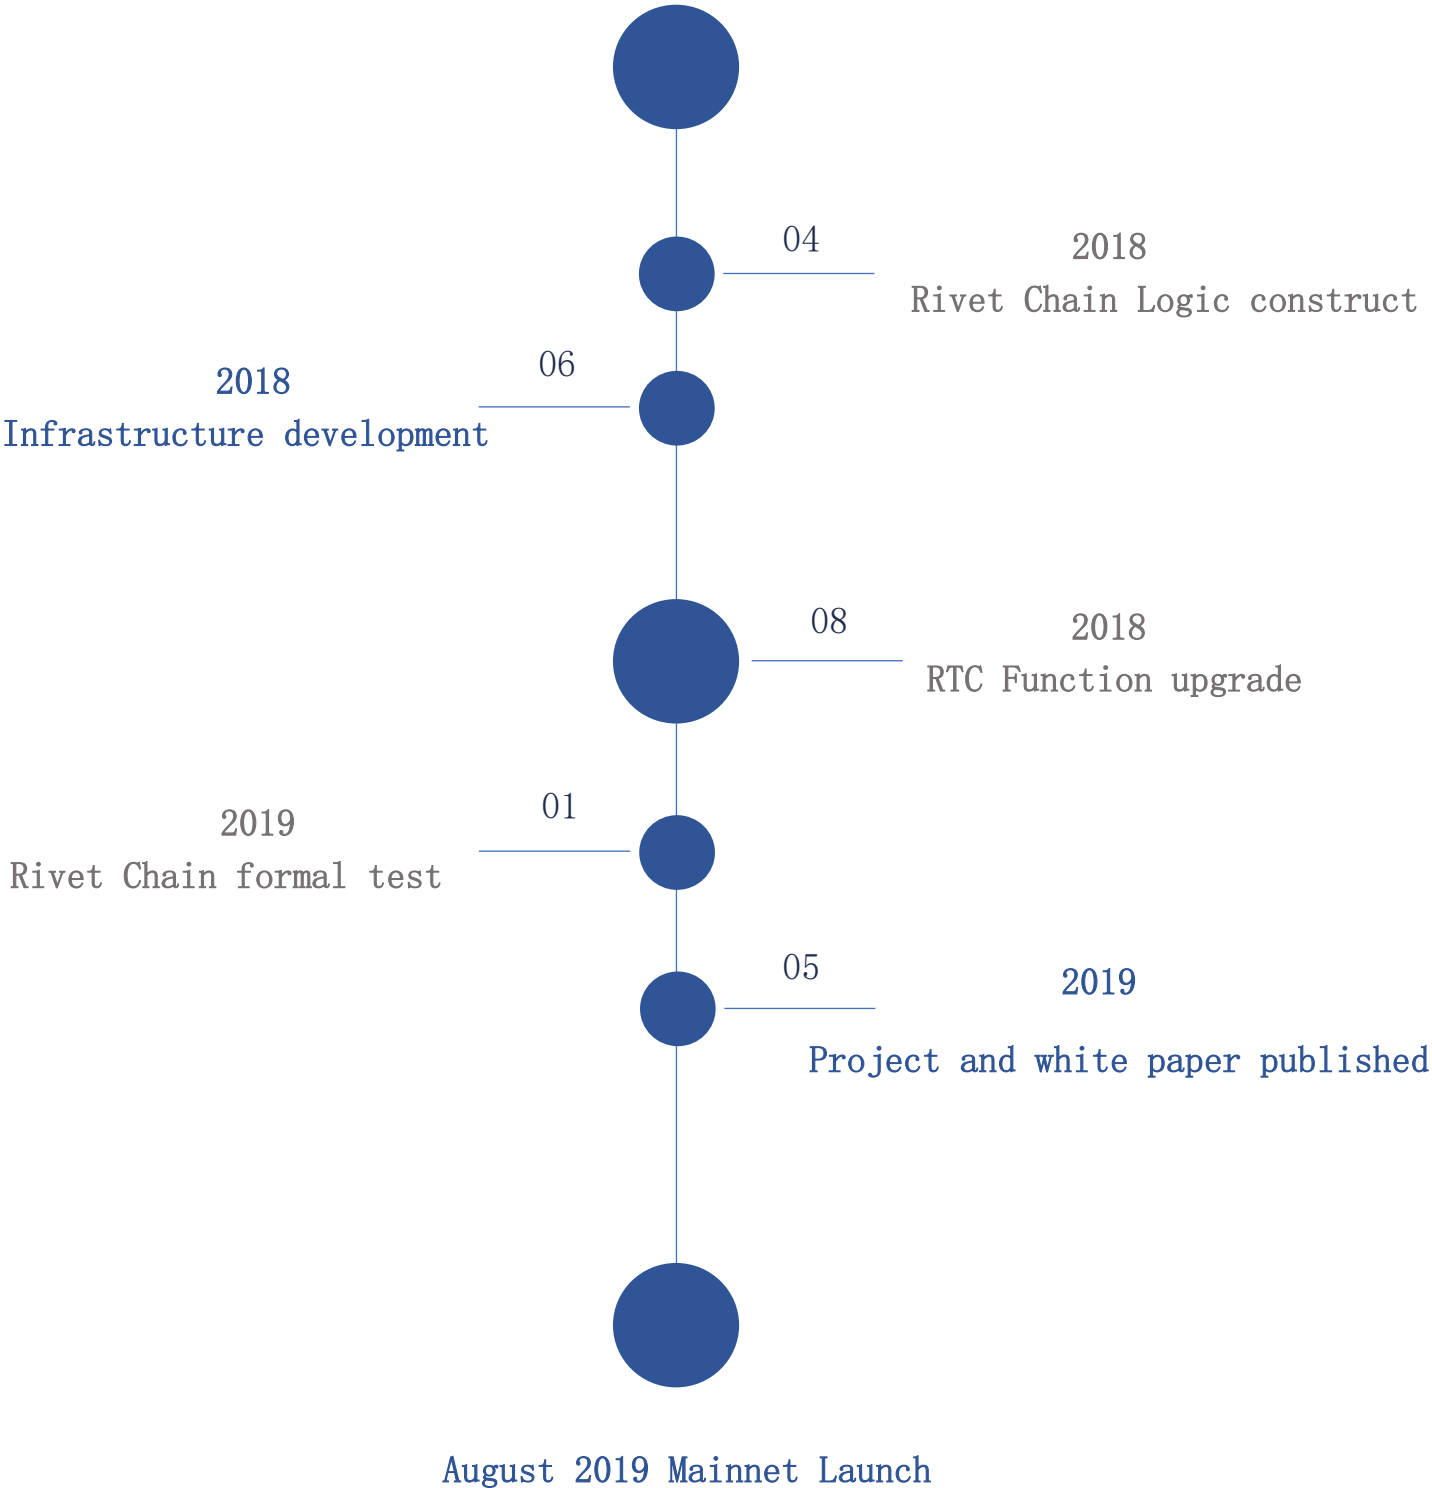 04
2018
Rivet Chain Logic construct
06
2018
Infrastructure development
08
2018
RTC Function upgrade
01
2019
Rivet Chain formal test
05
2019
Project and white paper published
August 2019 Mainnet Launch